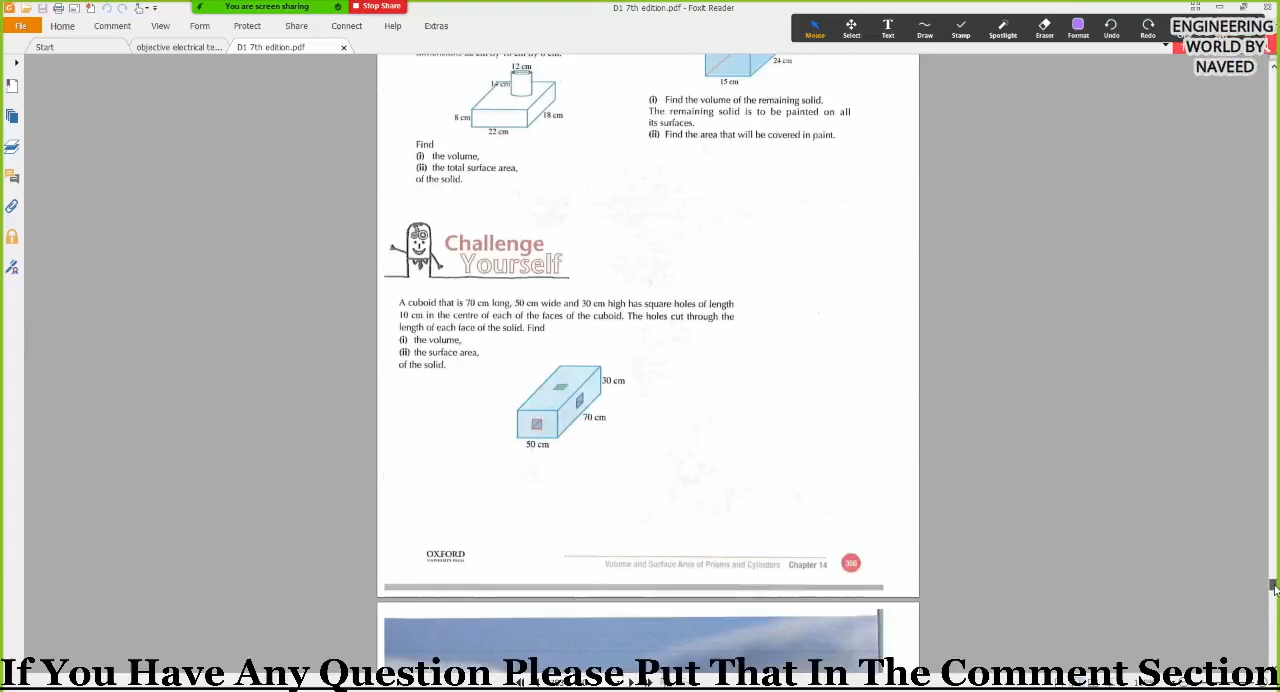 You are screen sharing
Stop Share
D1 7th edition.pdf - Foxit Reader
File Home Comment View Form Protect Share Connect Help Extras
Mouse Select Text Draw Stamp Spotlight Eraser Format Undo Redo
ENGINEERING
WORLD BY
NAVEED
Start
objective electrical te...
D1 7th edition.pdf
12 cm
14 cm
8 cm
18 cm
22 cm
24 cm
15 cm
Find
(i) the volume,
(ii) the total surface area,
of the solid.
(i) Find the volume of the remaining solid.
The remaining solid is to be painted on all
its surfaces.
(ii) Find the area that will be covered in paint.
Challenge
Yourself
A cuboid that is 70 cm long, 50 cm wide and 30 cm high has square holes of length
10 cm in the centre of each of the faces of the cuboid. The holes cut through the
length of each face of the solid. Find
(i) the volume,
(ii) the surface area,
of the solid.
30 cm
70 cm
50 cm
OXFORD
UNIVERSITY PRESS
Volume and Surface Area of Prisms and Cylinders Chapter 14
If You Have Any Question Please Put That In The Comment Section